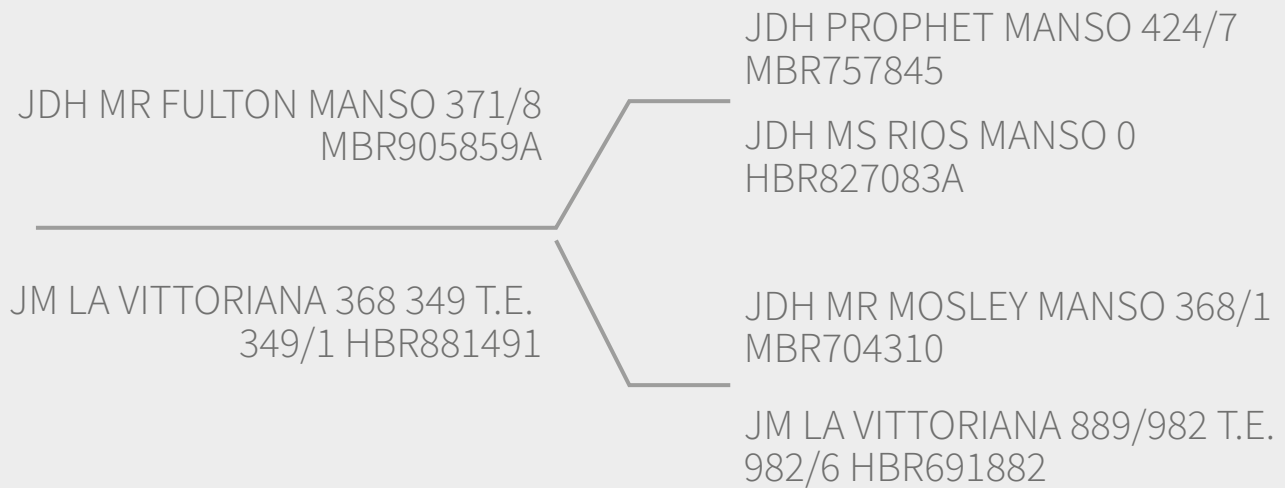 JDH MR FULTON MANSO 371/8
MBR905859A
JM LA VITTORIANA 368 349 T.E.
349/1 HBR881491
JDH PROPHET MANSO 424/7
MBR757845
JDH MS RIOS MANSO 0
HBR827083A
JDH MR MOSLEY MANSO 368/1
MBR704310
JM LA VITTORIANA 889/982 T.E.
982/6 HBR691882